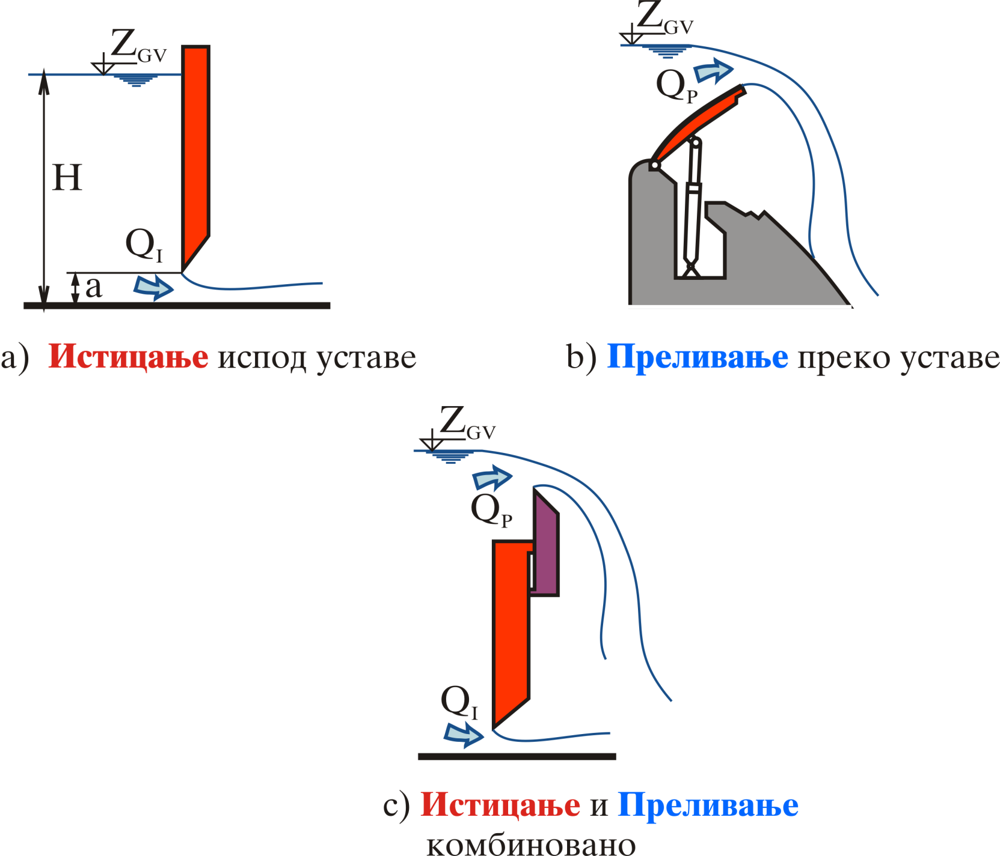 Z_GV
H
Q_I
a
a) Истицање испод уставе
Z_GV
Q_P
b) Преливање преко уставе
Z_GV
Q_P
Q_I
c) Истицање и Преливање
комбиновано